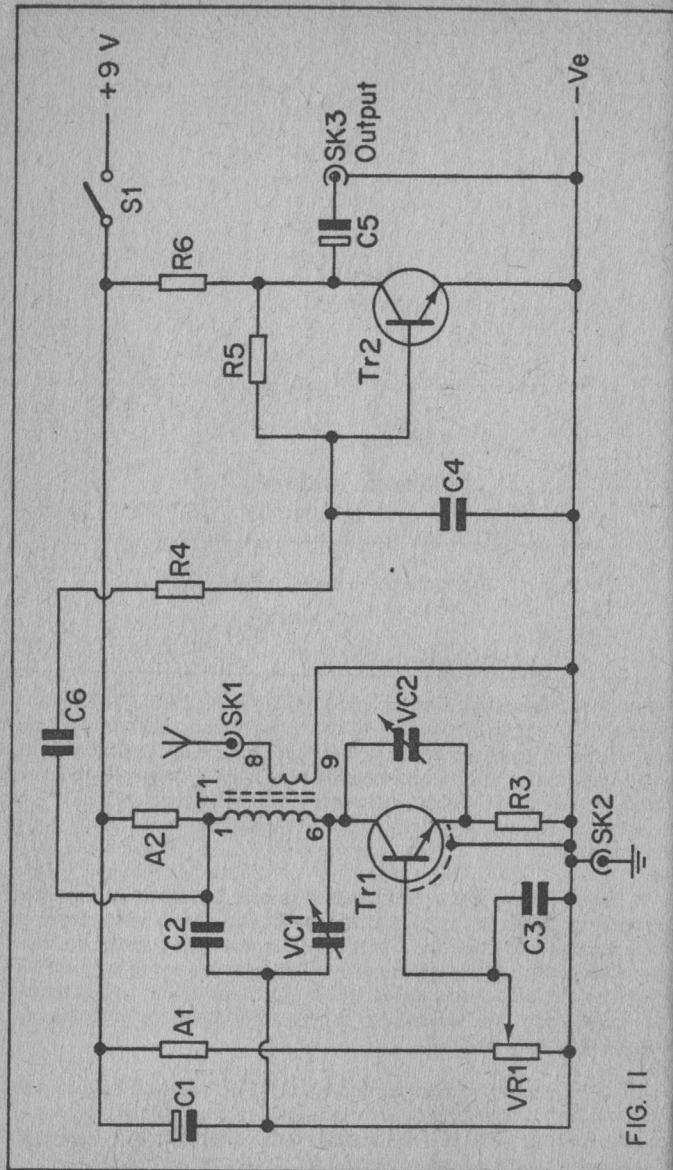 C6
S1
+9 V
C1
A1
A2
R4
R6
C2
T1
1
8
SK1
R5
SK3
Output
C5
VC1
6
9
VC2
Tr1
Tr2
C4
VR1
C3
R3
SK2
–Ve
FIG. 11